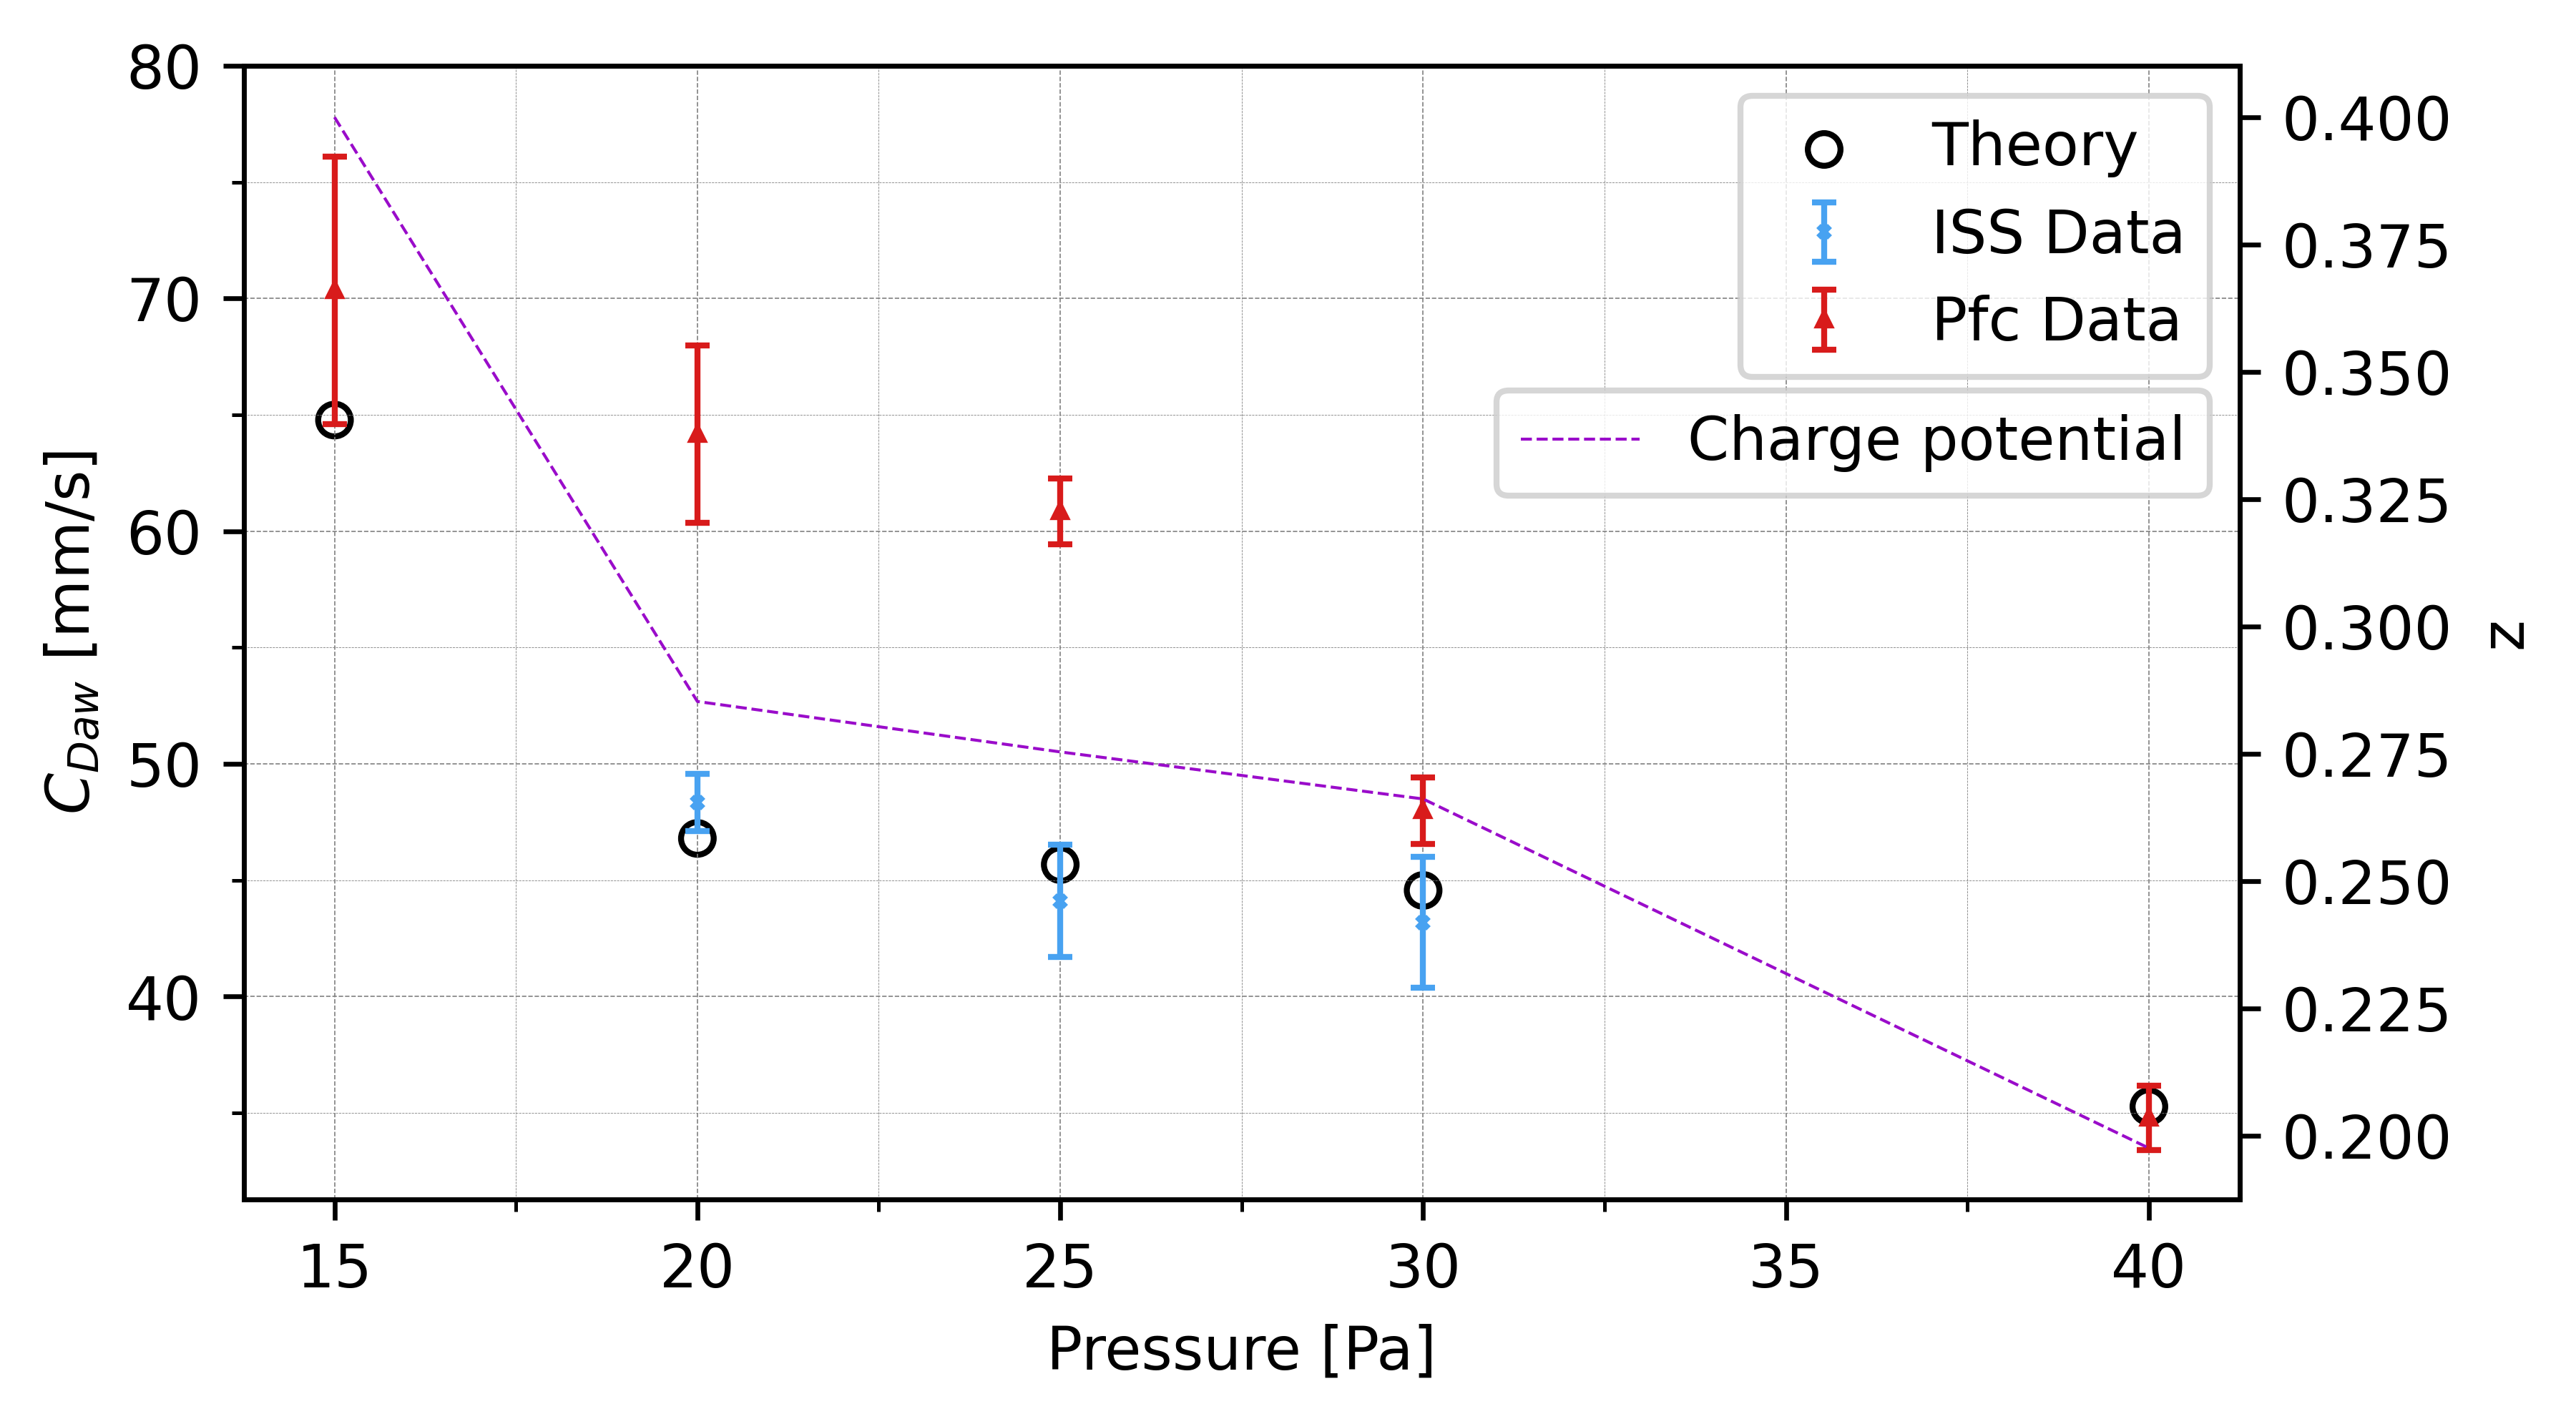 80
70
60
50
40
C_Daw [mm/s]
Theory
ISS Data
Pfc Data
Charge potential
0.400
0.375
0.350
0.325
0.300
0.275
0.250
0.225
0.200
z
15 20 25 30 35 40
Pressure [Pa]